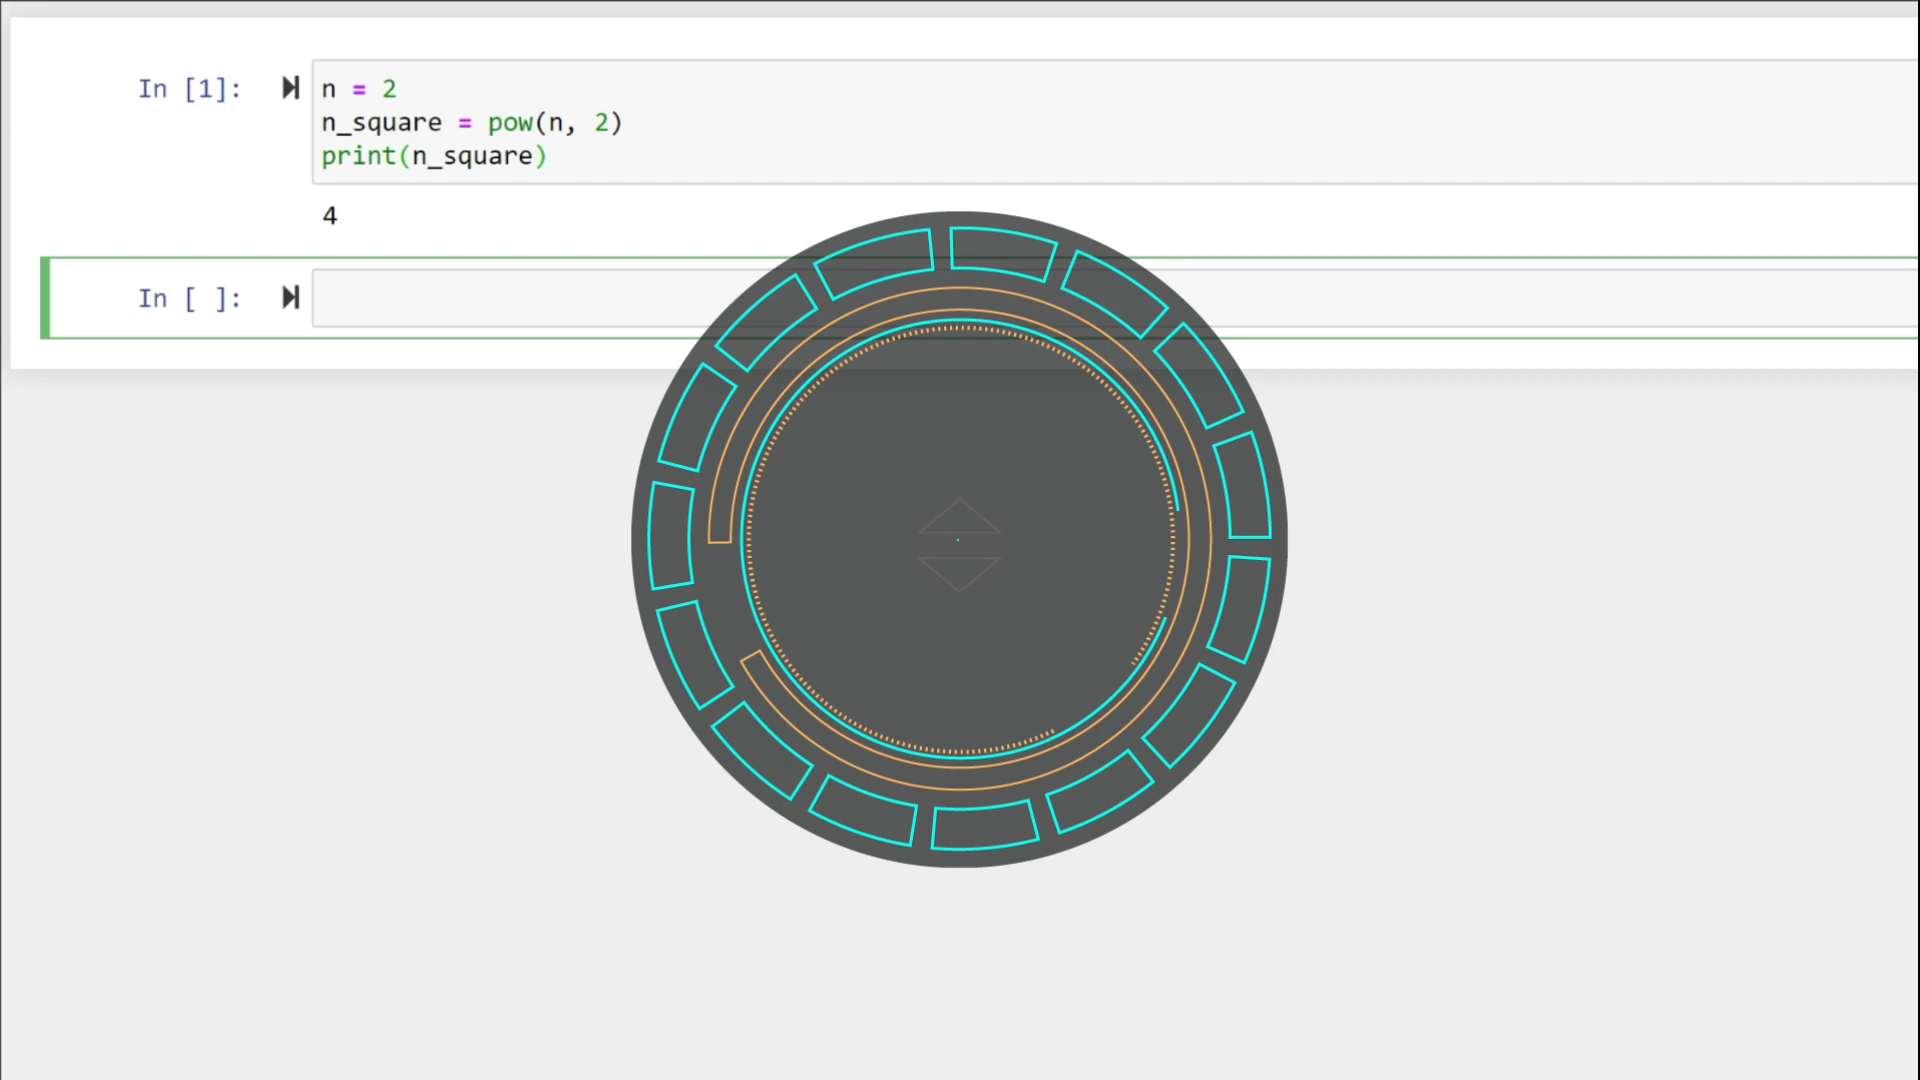 In [1]:
n = 2
n_square = pow(n, 2)
print(n_square)
4
In [ ]: